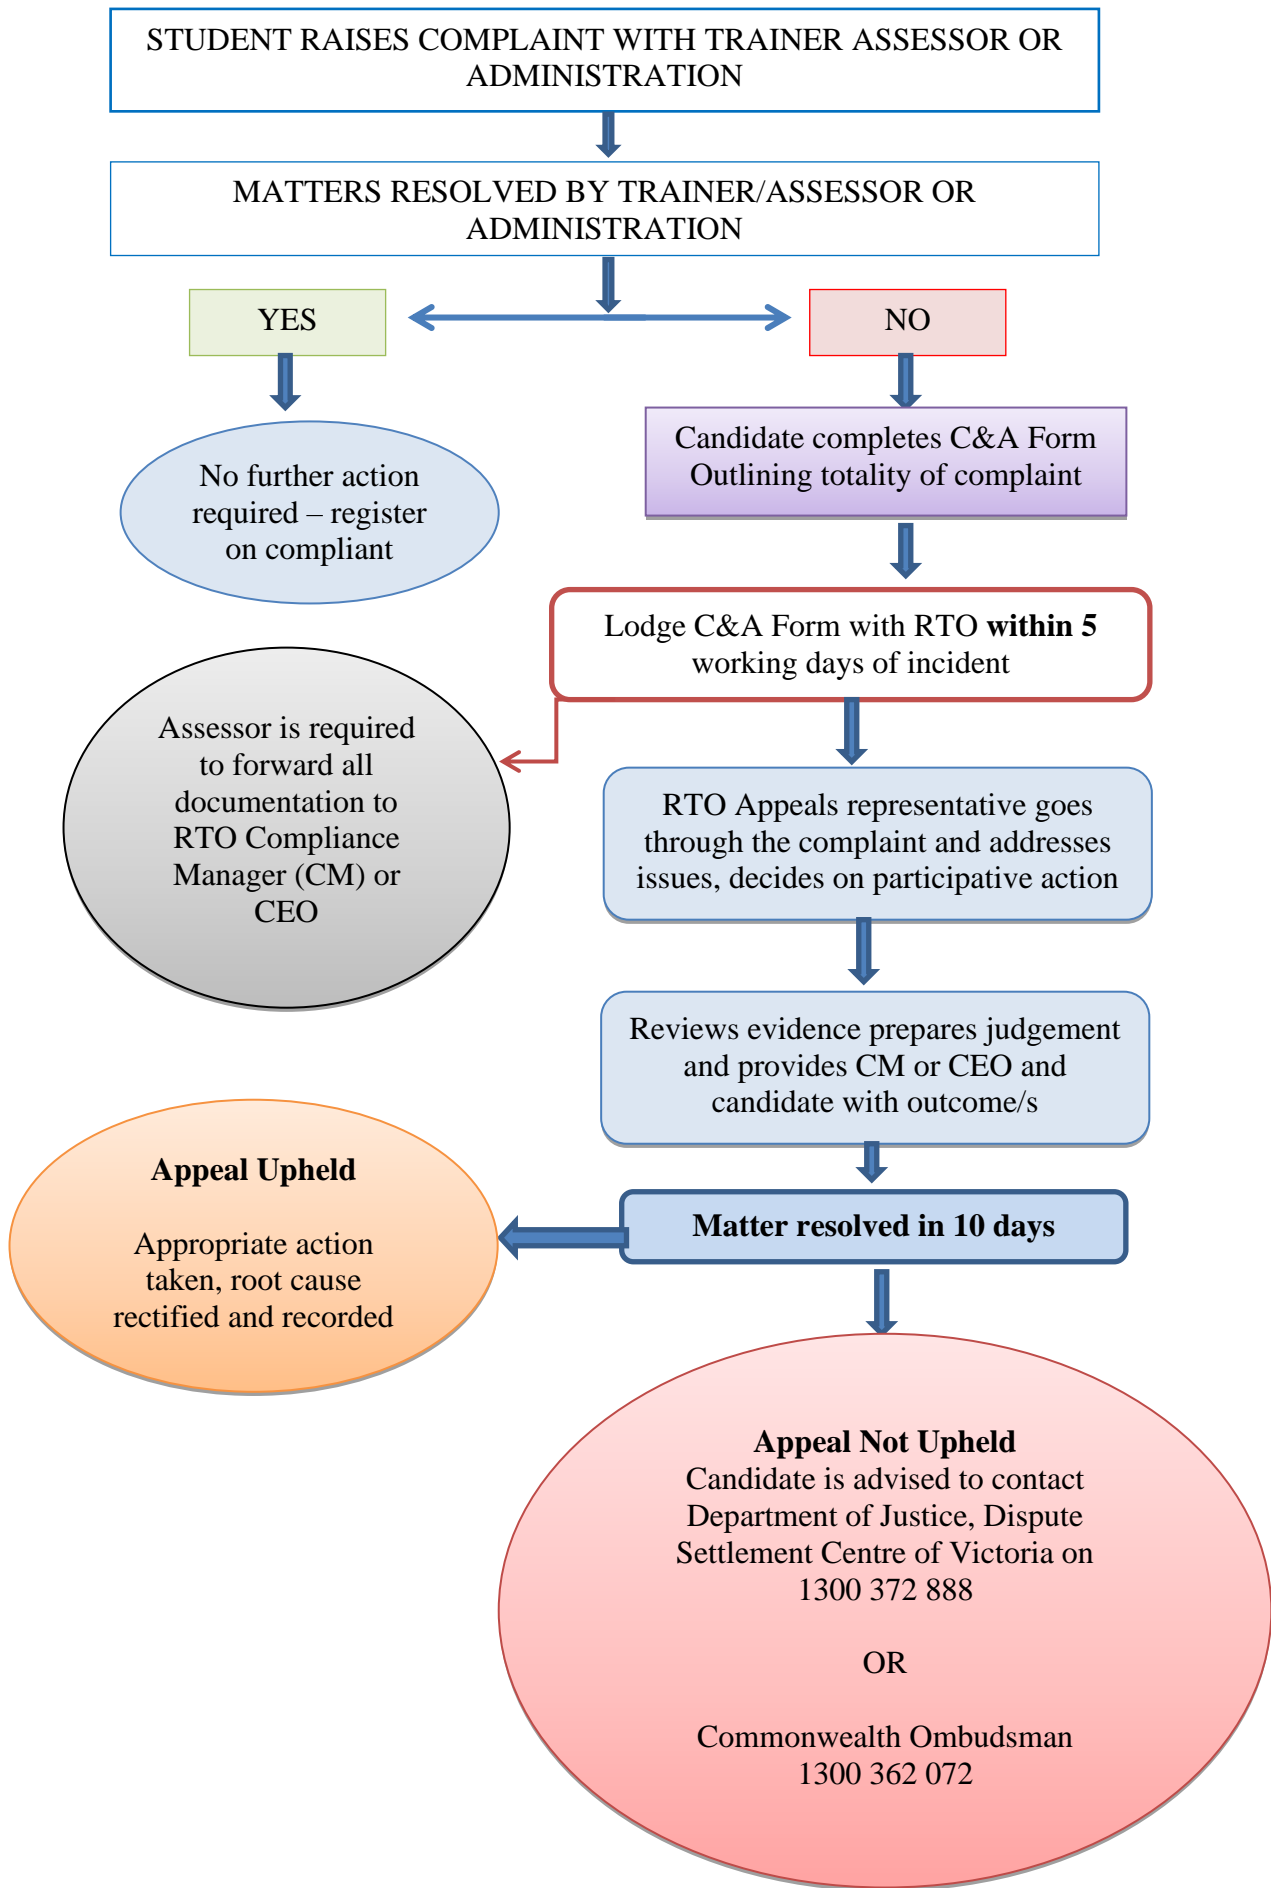 STUDENT RAISES COMPLAINT WITH TRAINER ASSESSOR OR
ADMINISTRATION
MATTERS RESOLVED BY TRAINER/ASSESSOR OR
ADMINISTRATION
YES
NO
No further action
required – register
on compliant
Candidate completes C&A Form
Outlining totality of complaint
Lodge C&A Form with RTO within 5
working days of incident
Assessor is required
to forward all
documentation to
RTO Compliance
Manager (CM) or
CEO
RTO Appeals representative goes
through the complaint and addresses
issues, decides on participative action
Reviews evidence prepares judgement
and provides CM or CEO and
candidate with outcome/s
Matter resolved in 10 days
Appeal Upheld
Appropriate action
taken, root cause
rectified and recorded
Appeal Not Upheld
Candidate is advised to contact
Department of Justice, Dispute
Settlement Centre of Victoria on
1300 372 888
OR
Commonwealth Ombudsman
1300 362 072